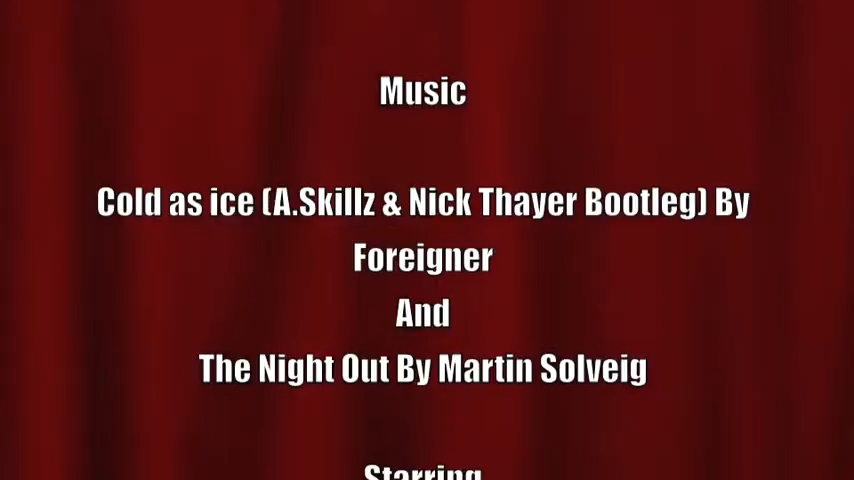 Music
Cold as ice (A.Skillz & Nick Thayer Bootleg) By
Foreigner
And
The Night Out By Martin Solveig
Starring